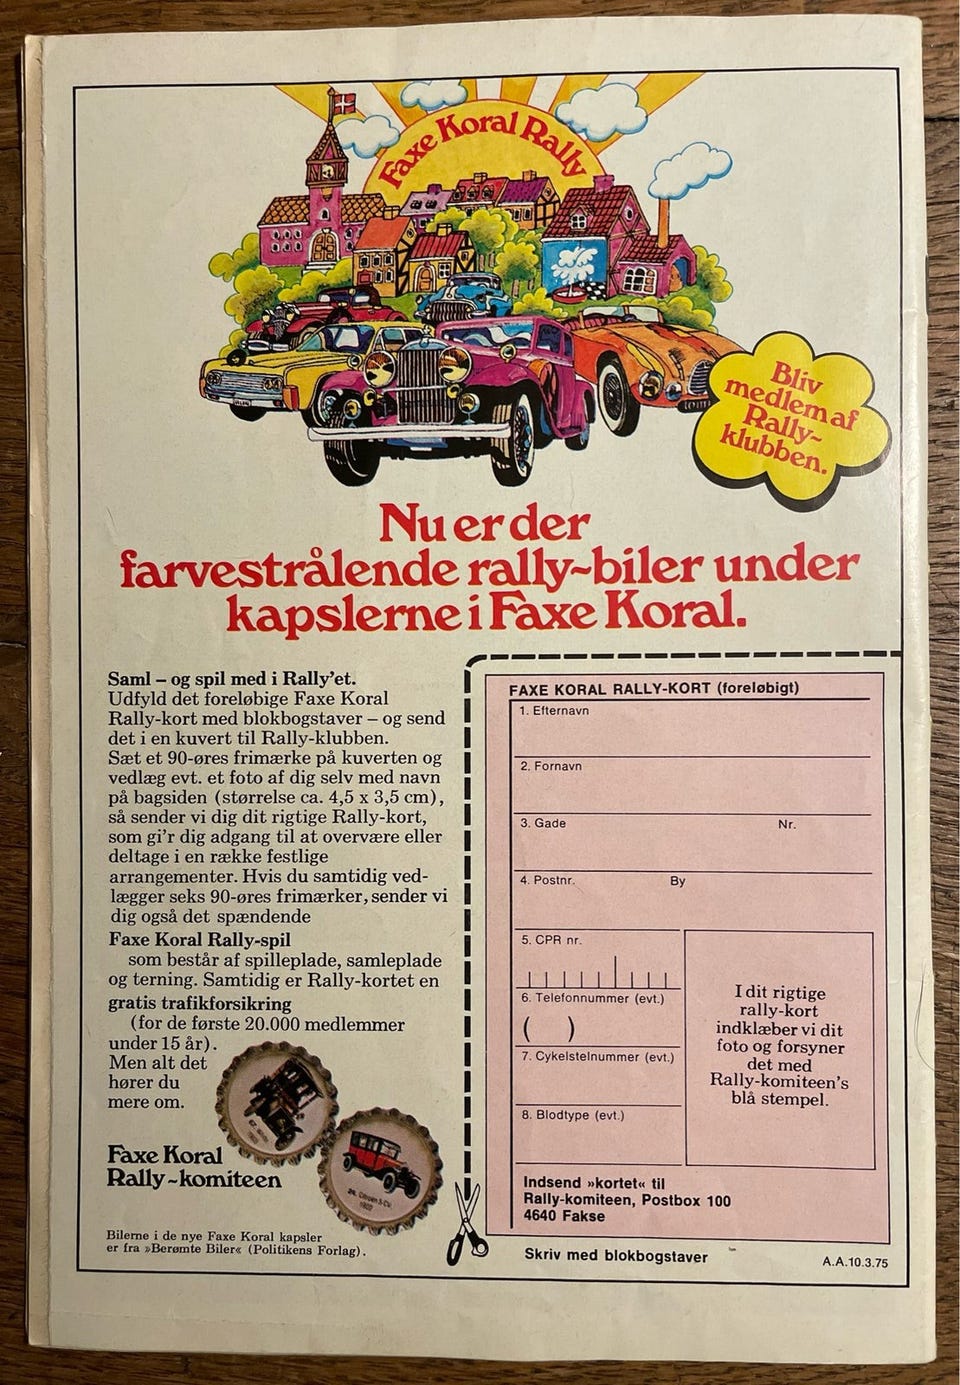 Faxe Koral Rally
Bliv
medlem af
Rally-
klubben.
Nu er der
farvestrålende rally-biler under
kapslerne i Faxe Koral.
Saml – og spil med i Rally'et.
Udfyld det foreløbige Faxe Koral
Rally-kort med blokbogstaver – og send
det i en kuvert til Rally-klubben.
Sæt et 90-øres frimærke på kuverten og
vedlæg evt. et foto af dig selv med navn
på bagsiden (størrelse ca. 4,5 x 3,5 cm),
så sender vi dig dit rigtige Rally-kort,
som gi'r dig adgang til at overvære eller
deltage i en række festlige
arrangementer. Hvis du samtidig ved-
lægger seks 90-øres frimærker, sender vi
dig også det spændende
Faxe Koral Rally-spil
som består af spilleplade, samleplade
og terning. Samtidig er Rally-kortet en
gratis trafikforsikring
(for de første 20.000 medlemmer
under 15 år).
Men alt det
hører du
mere om.
Faxe Koral
Rally-komiteen
Bilerne i de nye Faxe Koral kapsler
er fra »Berømte Biler« (Politikens Forlag).
FAXE KORAL RALLY-KORT (foreløbigt)
1. Efternavn
2. Fornavn
3. Gade Nr.
4. Postnr. By
5. CPR nr.
6. Telefonnummer (evt.)
( )
7. Cykelstelnummer (evt.)
8. Blodtype (evt.)
I dit rigtige
rally-kort
indklæber vi dit
foto og forsyner
det med
Rally-komiteen's
blå stempel.
Indsend »kortet« til
Rally-komiteen, Postbox 100
4640 Fakse
Skriv med blokbogstaver
A.A.10.3.75